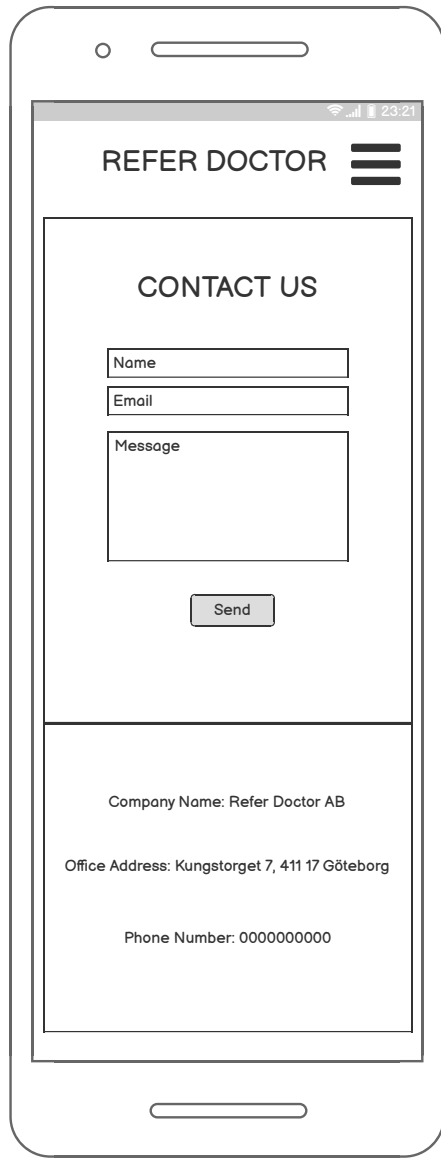 23:21
REFER DOCTOR
CONTACT US
Name
Email
Message
Send
Company Name: Refer Doctor AB
Office Address: Kungstorget 7, 411 17 Göteborg
Phone Number: 0000000000